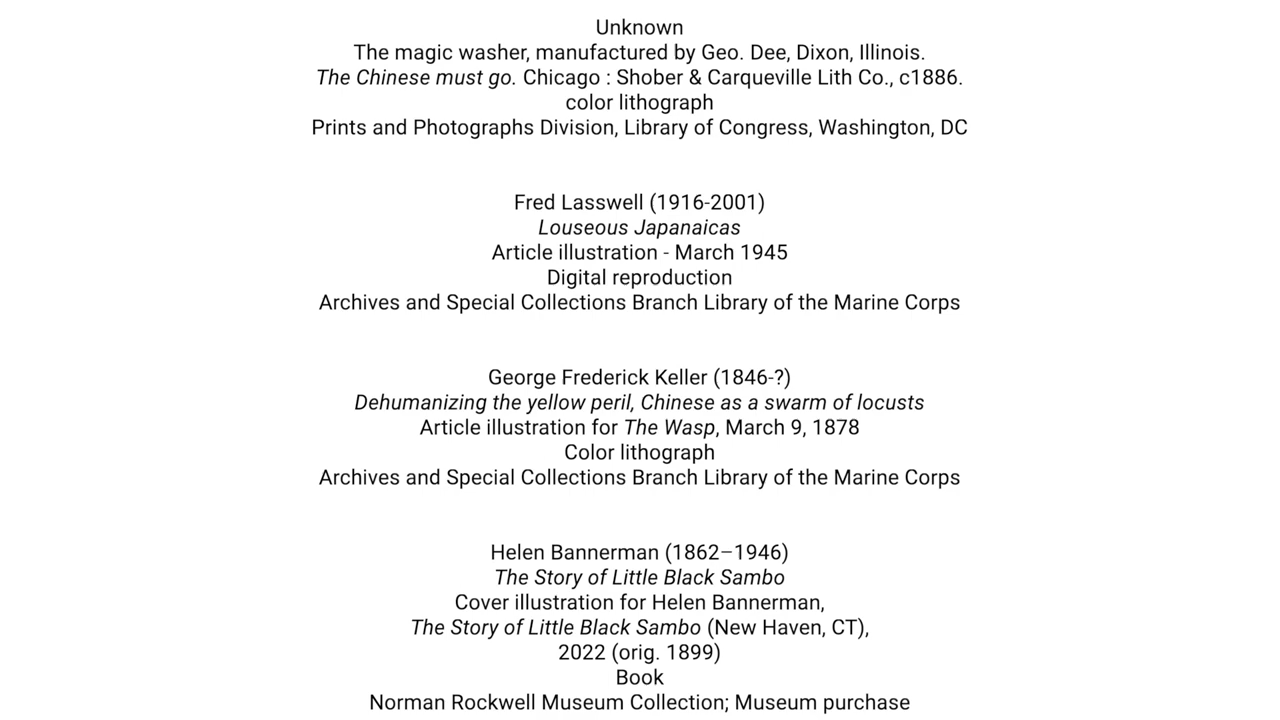 Unknown
The magic washer, manufactured by Geo. Dee, Dixon, Illinois.
The Chinese must go. Chicago : Shober & Carqueville Lith Co., c1886.
color lithograph
Prints and Photographs Division, Library of Congress, Washington, DC
Fred Lasswell (1916-2001)
Louseous Japanaicas
Article illustration - March 1945
Digital reproduction
Archives and Special Collections Branch Library of the Marine Corps
George Frederick Keller (1846-?)
Dehumanizing the yellow peril, Chinese as a swarm of locusts
Article illustration for The Wasp, March 9, 1878
Color lithograph
Archives and Special Collections Branch Library of the Marine Corps
Helen Bannerman (1862–1946)
The Story of Little Black Sambo
Cover illustration for Helen Bannerman,
The Story of Little Black Sambo (New Haven, CT),
2022 (orig. 1899)
Book
Norman Rockwell Museum Collection; Museum purchase